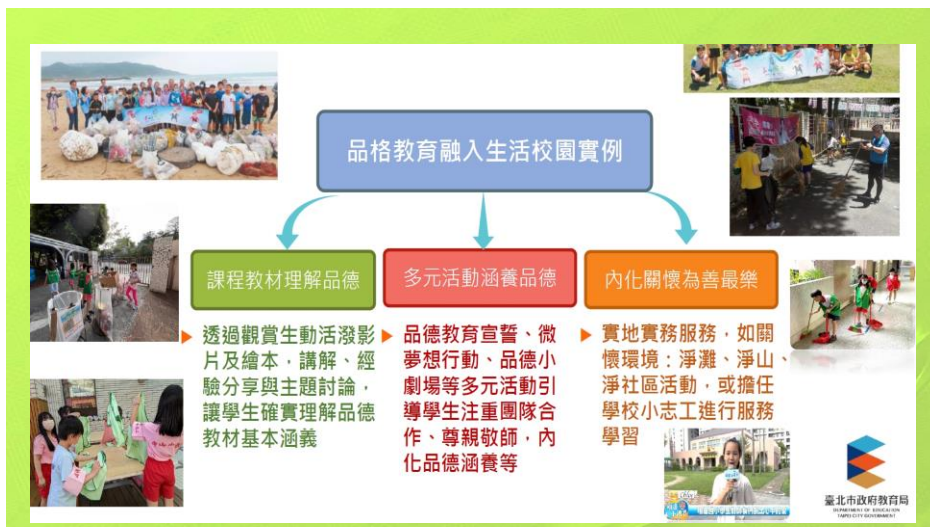 品格教育融入生活校園實例
課程教材理解品德
多元活動涵養品德
內化關懷為善最樂
透過觀賞生動活潑影
片及繪本，講解、經
驗分享與主題討論，
讓學生確實理解品德
教材基本涵義
品德教育宣誓、微
夢想行動、品德小
劇場等多元活動引
導學生注重團隊合
作、尊親敬師，內
化品德涵養等
實地實務服務，如關
懷環境：淨灘、淨山、
淨社區活動，或擔任
學校小志工進行服務
學習
臺北市政府教育局
DEPARTMENT OF EDUCATION
TAIPEI CITY GOVERNMENT